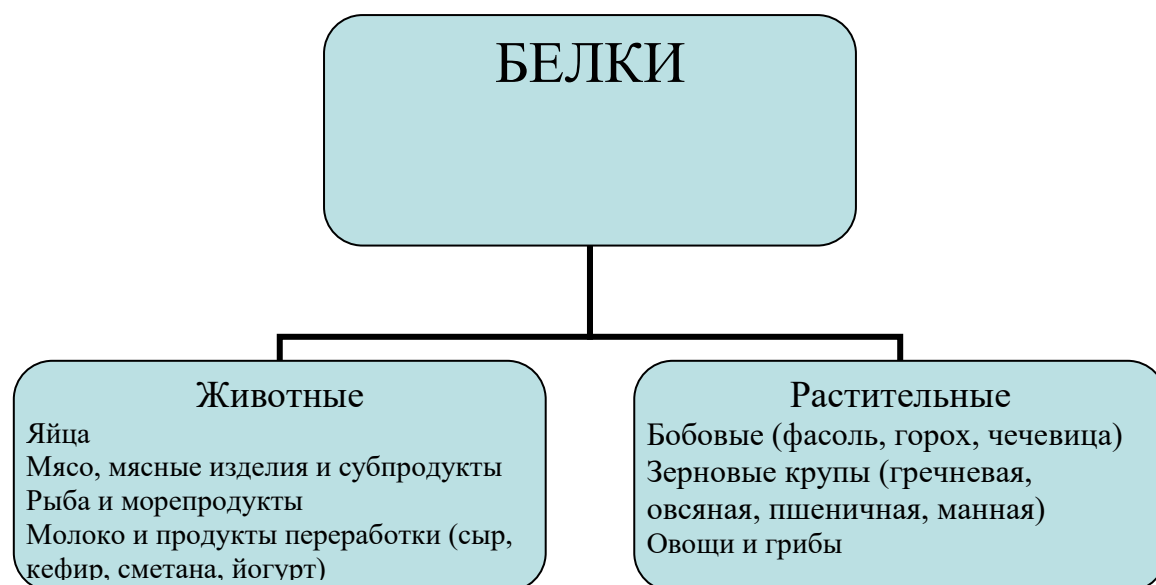 БЕЛКИ
Животные
Яйца
Мясо, мясные изделия и субпродукты
Рыба и морепродукты
Молоко и продукты переработки (сыр,
кефир, сметана, йогурт)
Растительные
Бобовые (фасоль, горох, чечевица)
Зерновые крупы (гречневая,
овсяная, пшеничная, манная)
Овощи и грибы